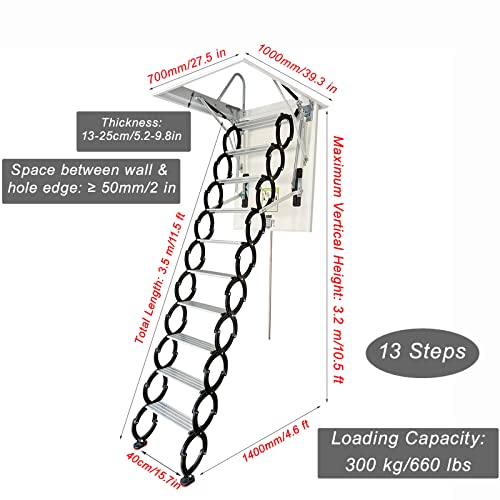 700mm/27.5 in
1000mm/39.3 in
Thickness:
13-25cm/5.2-9.8in
Space between wall &
hole edge: ≥ 50mm/2 in
Total Length: 3.5 m/11.5 ft
Maximum Vertical Height: 3.2 m/10.5 ft
13 Steps
40cm/15.7in
1400mm/4.6 ft
Loading Capacity:
300 kg/660 lbs